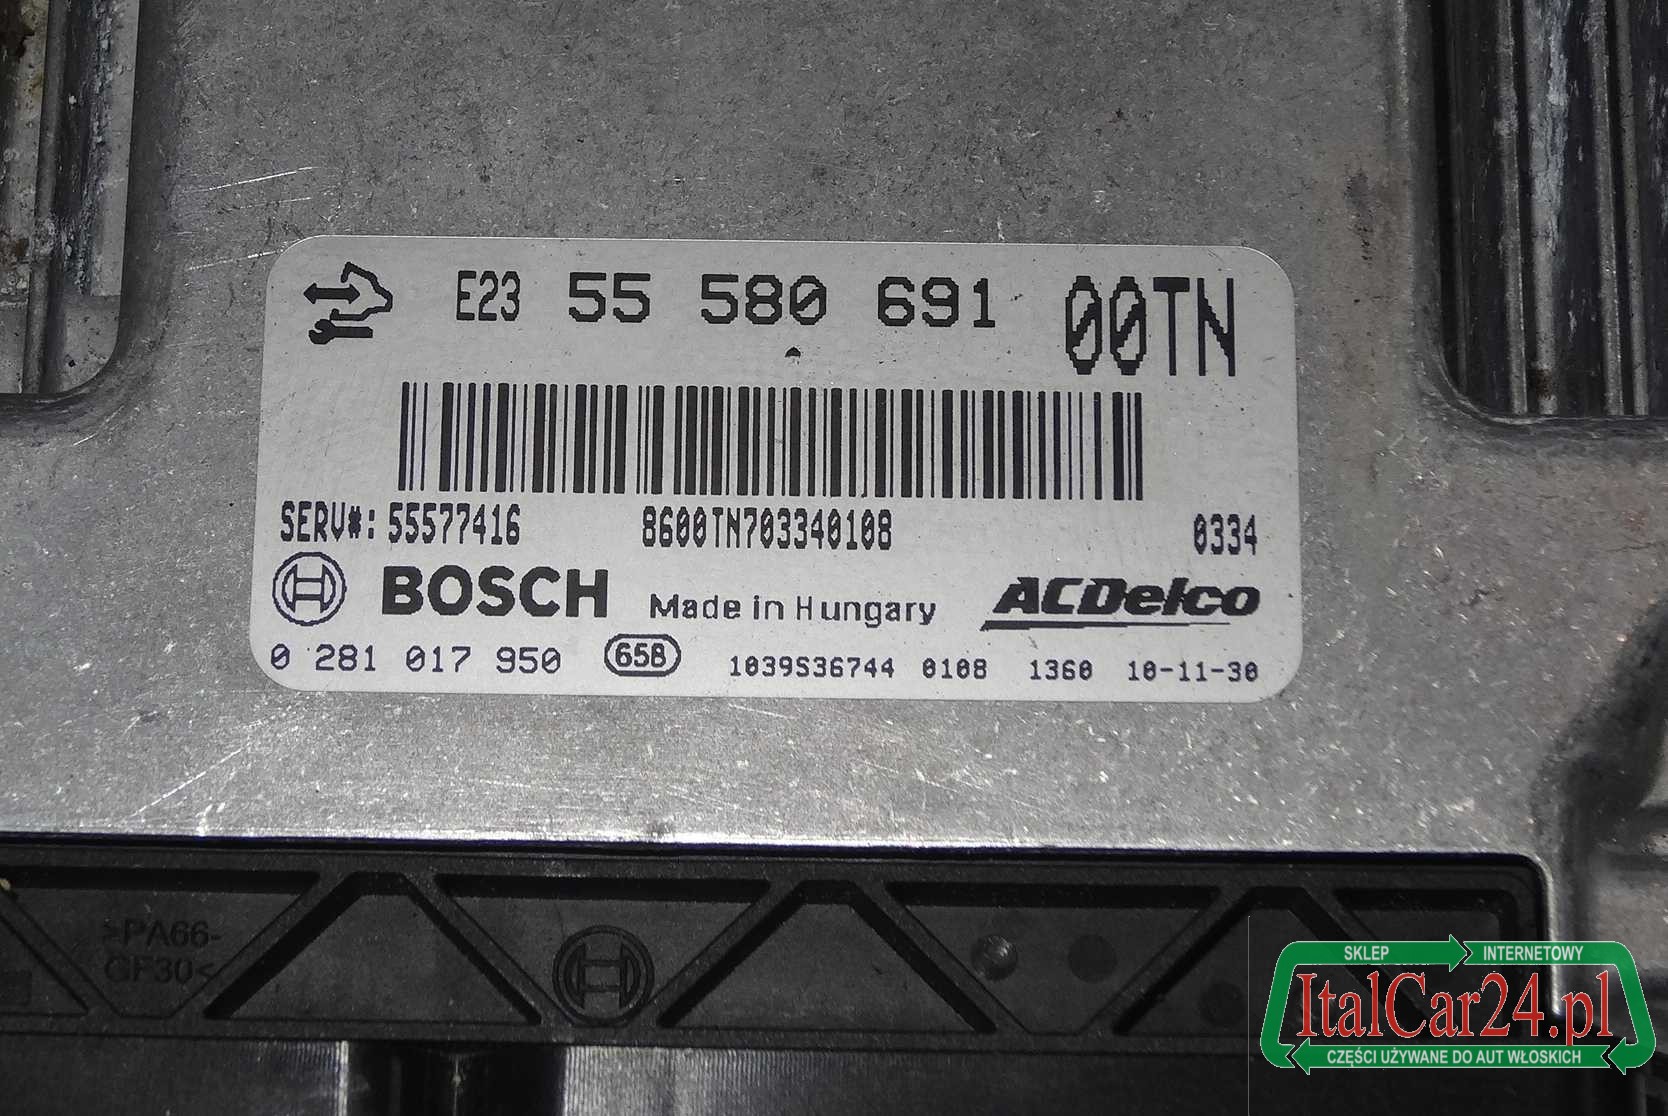 E23 55 580 691 00TN
SERV#: 55577416 8600TN703340108 0334
BOSCH Made in Hungary ACDelco
0 281 017 950 658 1039S36744 0108 1360 10-11-30
>PA66-
GF30<
SKLEP INTERNETOWY
ItalCar24.pl
CZĘŚCI UŻYWANE DO AUT WŁOSKICH